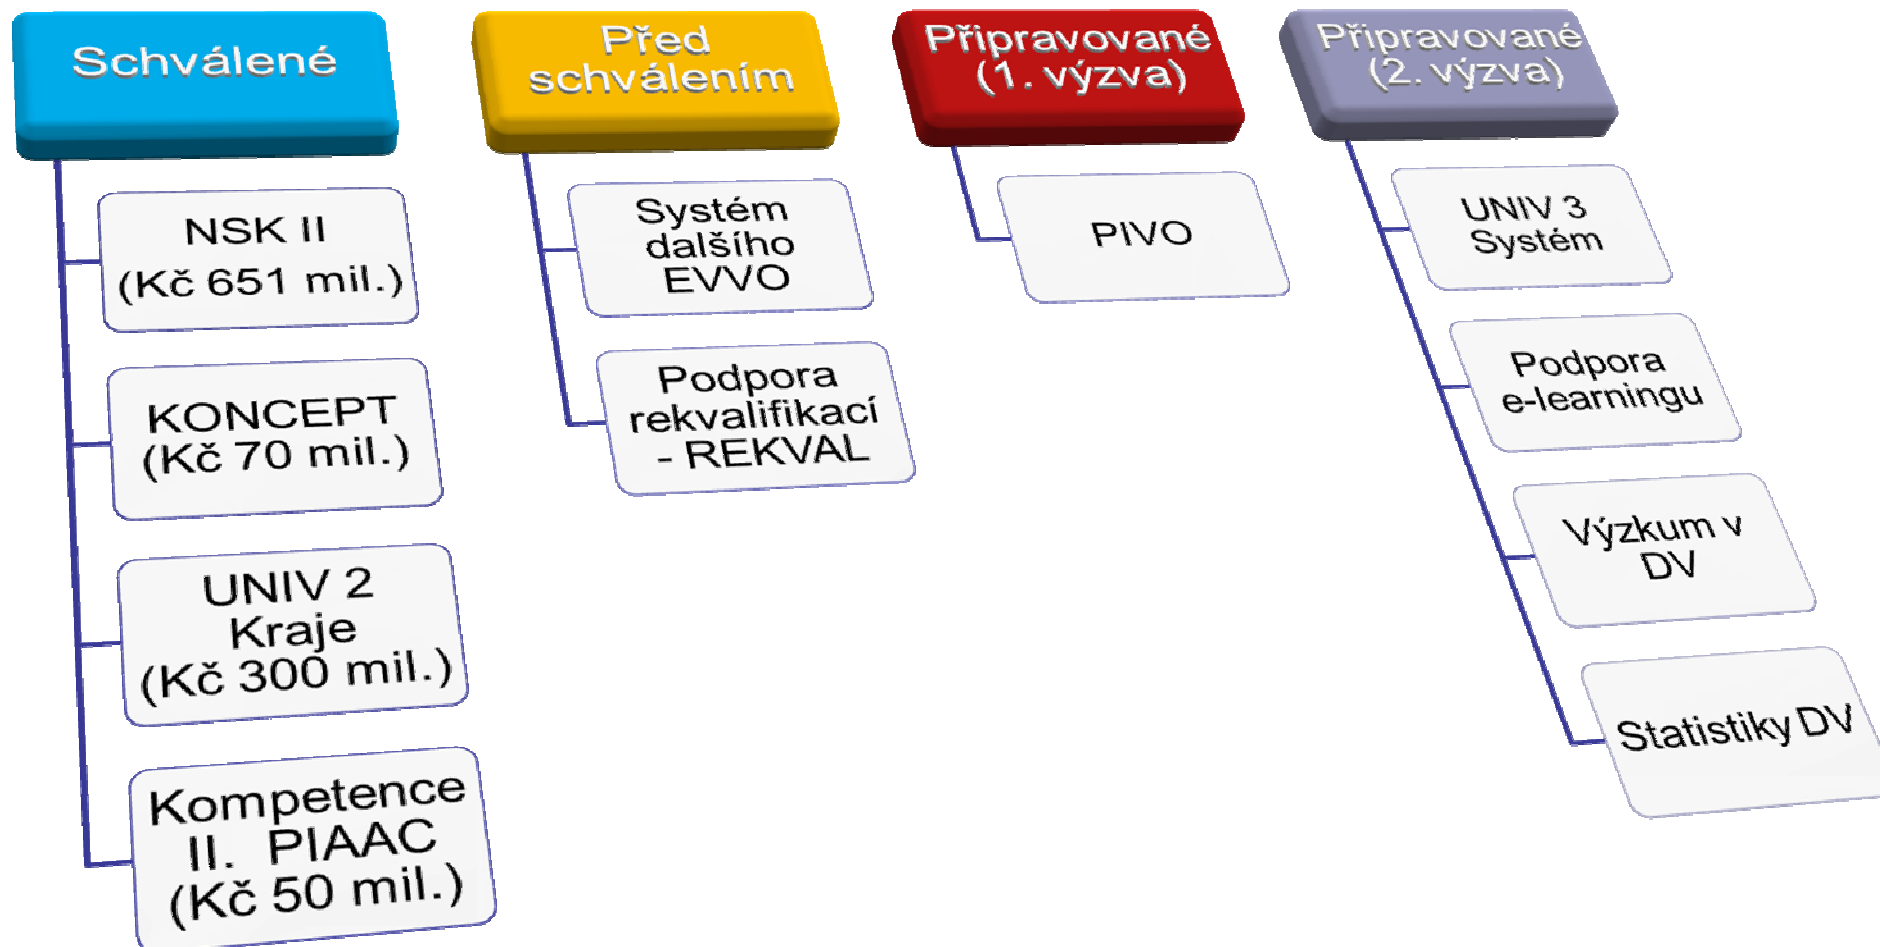 Schválené
NSK II
(Kč 651 mil.)
KONCEPT
(Kč 70 mil.)
UNIV 2
Kraje
(Kč 300 mil.)
Kompetence
II.  PIAAC
(Kč 50 mil.)
Před
schválením
Systém
dalšího
EVVO
Podpora
rekvalifikací
- REKVAL
Připravované
(1. výzva)
PIVO
Připravované
(2. výzva)
UNIV 3
Systém
Podpora
e-learningu
Výzkum v
DV
Statistiky DV